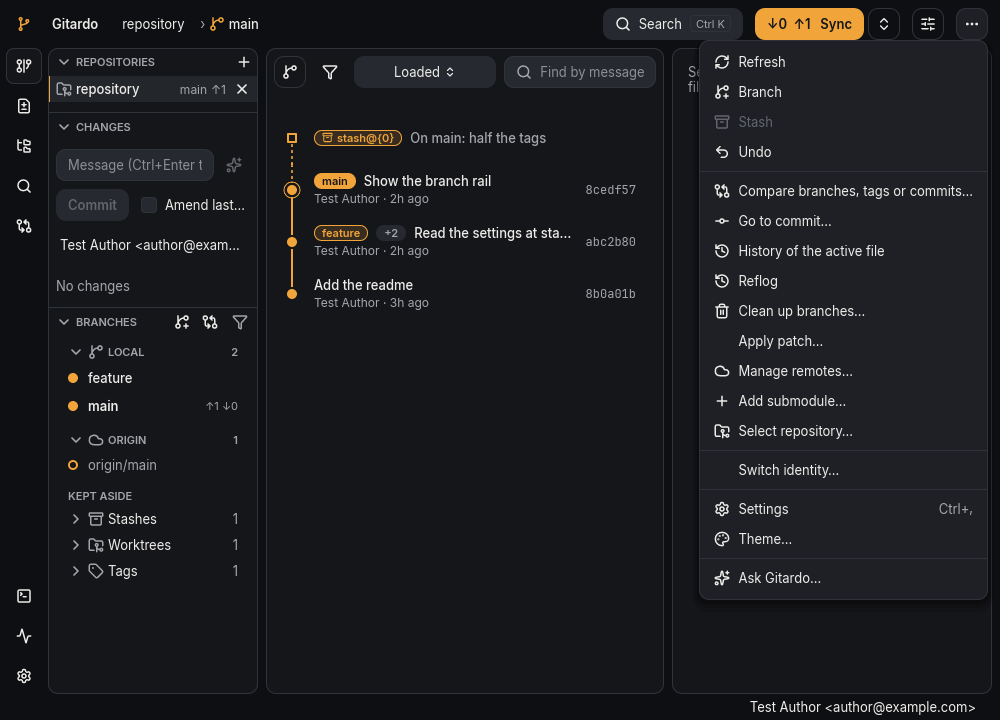 Gitardo
repository
main
Search
Ctrl K
↓0 ↑1 Sync
REPOSITORIES
repository
main ↑1
CHANGES
Message (Ctrl+Enter t
Commit
Amend last...
Test Author <author@exam...
No changes
BRANCHES
LOCAL
2
feature
main
↑1 ↓0
ORIGIN
1
origin/main
KEPT ASIDE
Stashes
1
Worktrees
1
Tags
1
Loaded
Find by message
stash@{0}
On main: half the tags
main
Show the branch rail
Test Author · 2h ago
8cedf57
feature
+2
Read the settings at sta...
Test Author · 2h ago
abc2b80
Add the readme
Test Author · 3h ago
8b0a01b
Refresh
Branch
Stash
Undo
Compare branches, tags or commits...
Go to commit...
History of the active file
Reflog
Clean up branches...
Apply patch...
Manage remotes...
Add submodule...
Select repository...
Switch identity...
Settings
Ctrl+,
Theme...
Ask Gitardo...
Test Author <author@example.com>